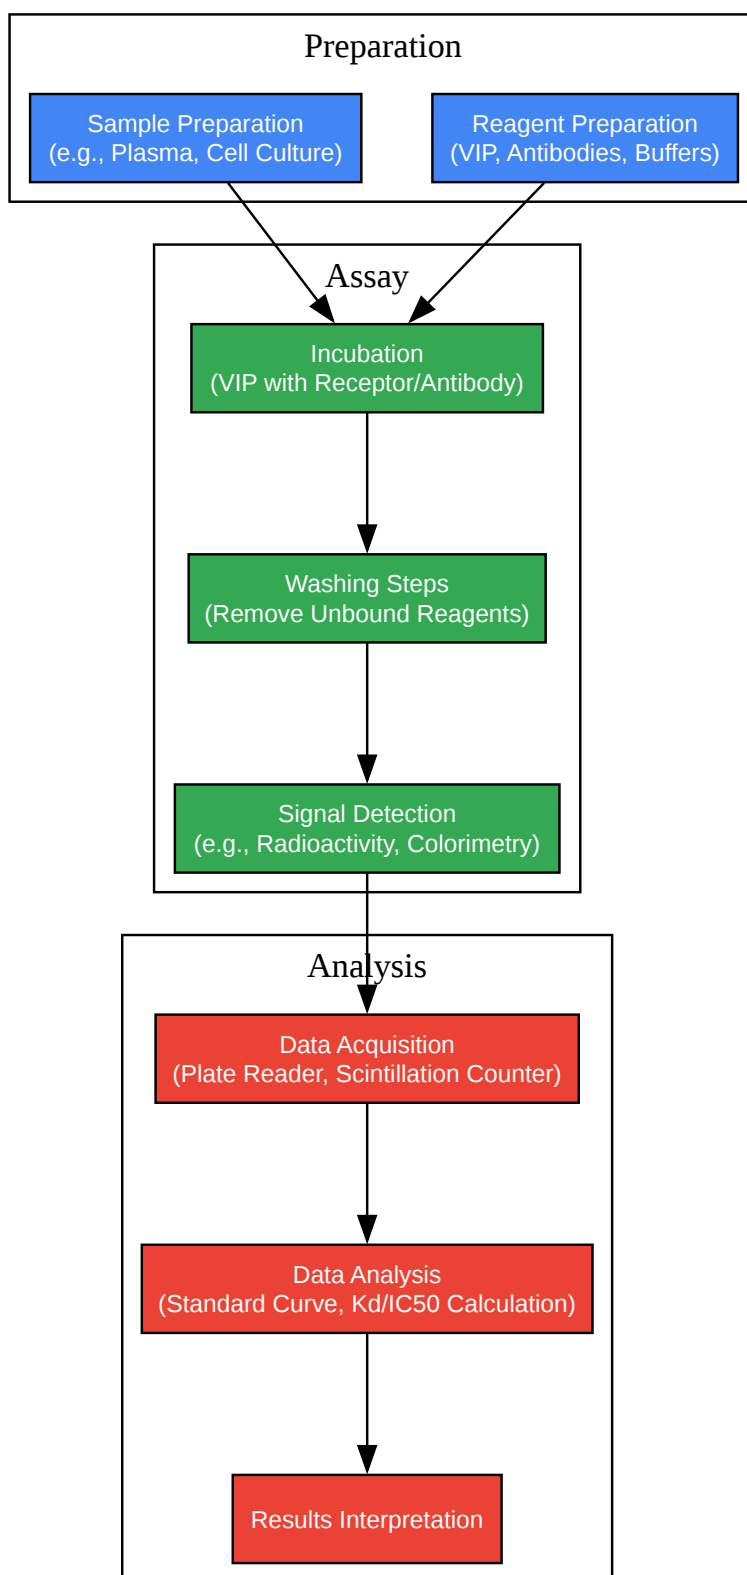 Preparation
Sample Preparation
(e.g., Plasma, Cell Culture)
Reagent Preparation
(VIP, Antibodies, Buffers)
Assay
Incubation
(VIP with Receptor/Antibody)
Washing Steps
(Remove Unbound Reagents)
Signal Detection
(e.g., Radioactivity, Colorimetry)
Analysis
Data Acquisition
(Plate Reader, Scintillation Counter)
Data Analysis
(Standard Curve, Kd/IC50 Calculation)
Results Interpretation